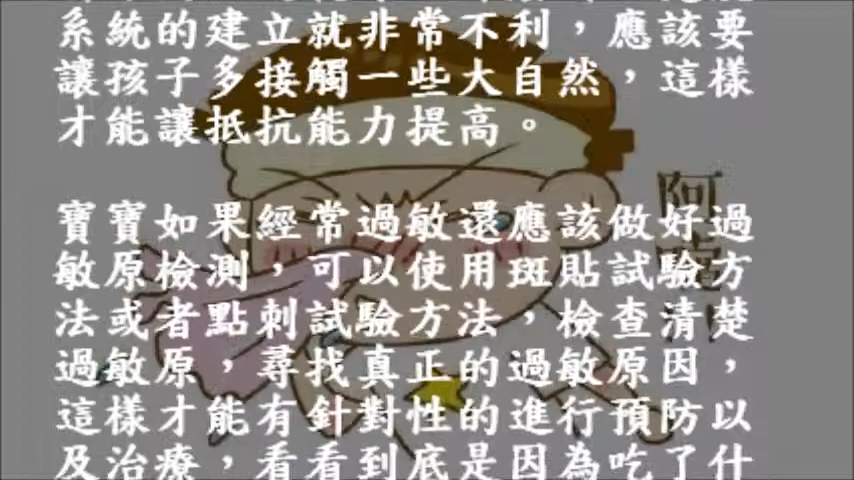 系統的建立就非常不利，應該要
讓孩子多接觸一些大自然，這樣
才能讓抵抗能力提高。
寶寶如果經常過敏還應該做好過
敏原檢測，可以使用斑貼試驗方
法或者點刺試驗方法，檢查清楚
過敏原，尋找真正的過敏原因，
這樣才能有針對性的進行預防以
及治療，看看到底是因為吃了什
阿